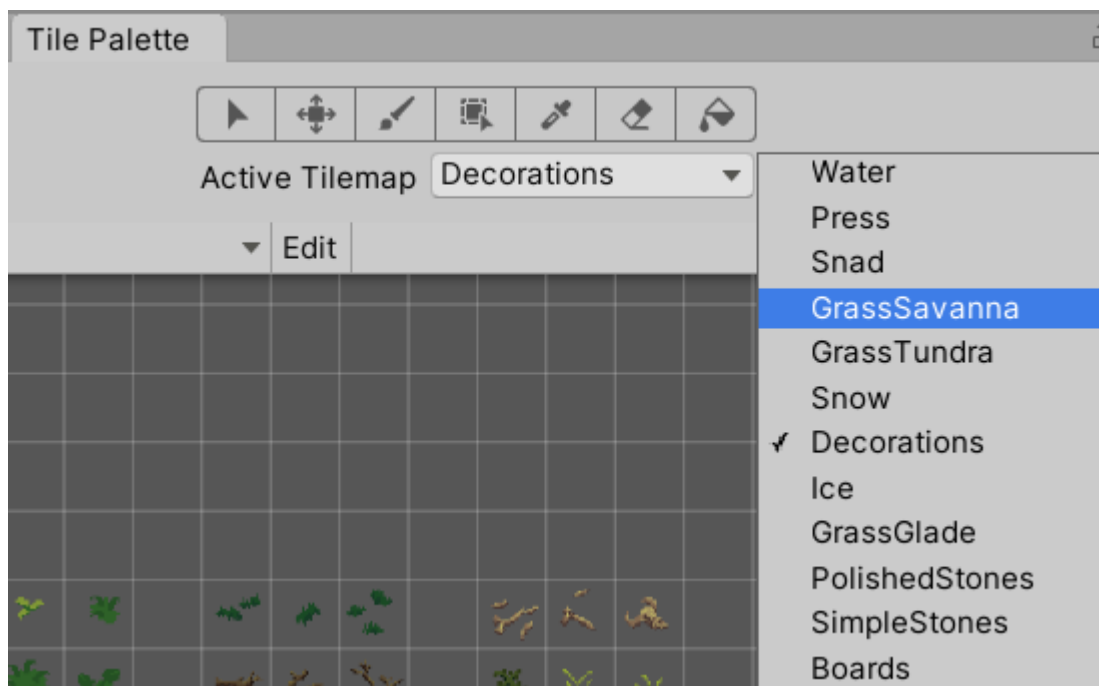 Tile Palette
Active Tilemap Decorations
Edit
Water
Press
Snad
GrassSavanna
GrassTundra
Snow
Decorations
Ice
GrassGlade
PolishedStones
SimpleStones
Boards